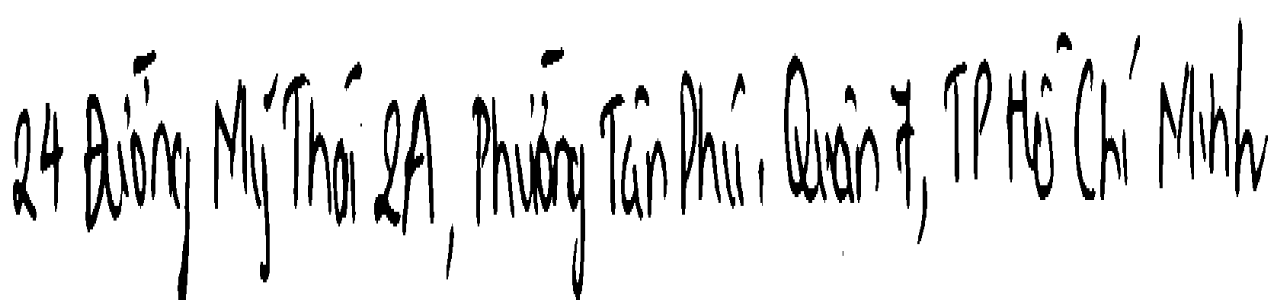 24 Đường Mỹ Thái 2A, Phường Tân Phú. Quận 7, TP Hồ Chí Minh